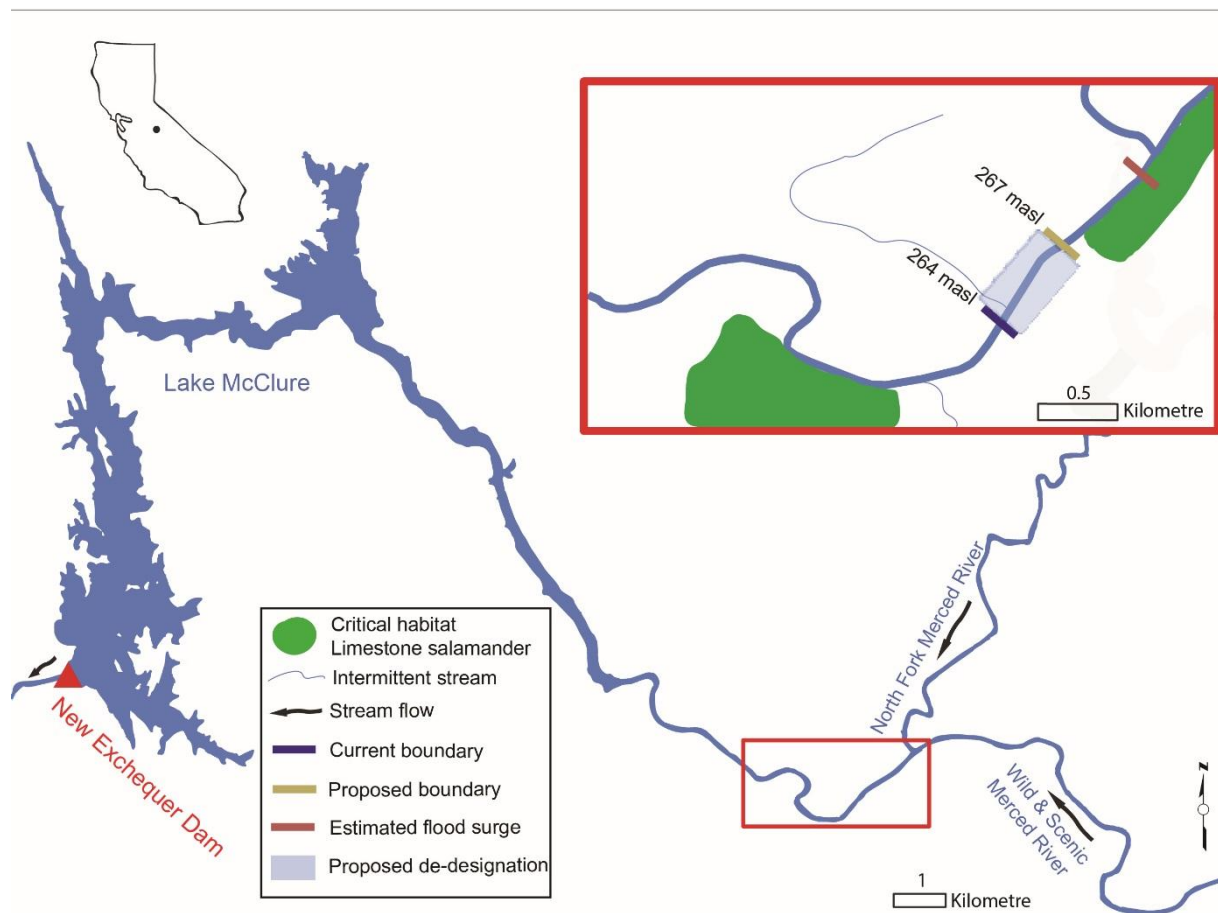 267 masl
264 masl
0.5
Kilometre
Lake McClure
New Exchequer Dam
Critical habitat
Limestone salamander
Intermittent stream
Stream flow
Current boundary
Proposed boundary
Estimated flood surge
Proposed de-designation
North Fork Merced River
Wild & Scenic
Merced River
z
1
Kilometre